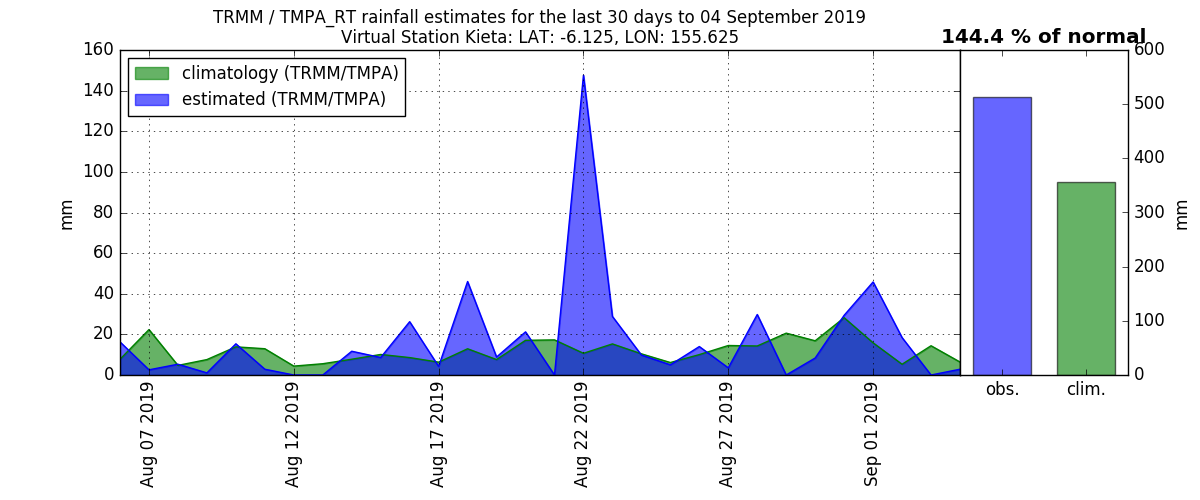 TRMM / TMPA_RT rainfall estimates for the last 30 days to 04 September 2019
Virtual Station Kieta: LAT: -6.125, LON: 155.625
144.4 % of normal
climatology (TRMM/TMPA)
estimated (TRMM/TMPA)
160
140
120
100
80
60
40
20
0
mm
Aug 07 2019
Aug 12 2019
Aug 17 2019
Aug 22 2019
Aug 27 2019
Sep 01 2019
obs.
clim.
600
500
400
300
200
100
0
mm